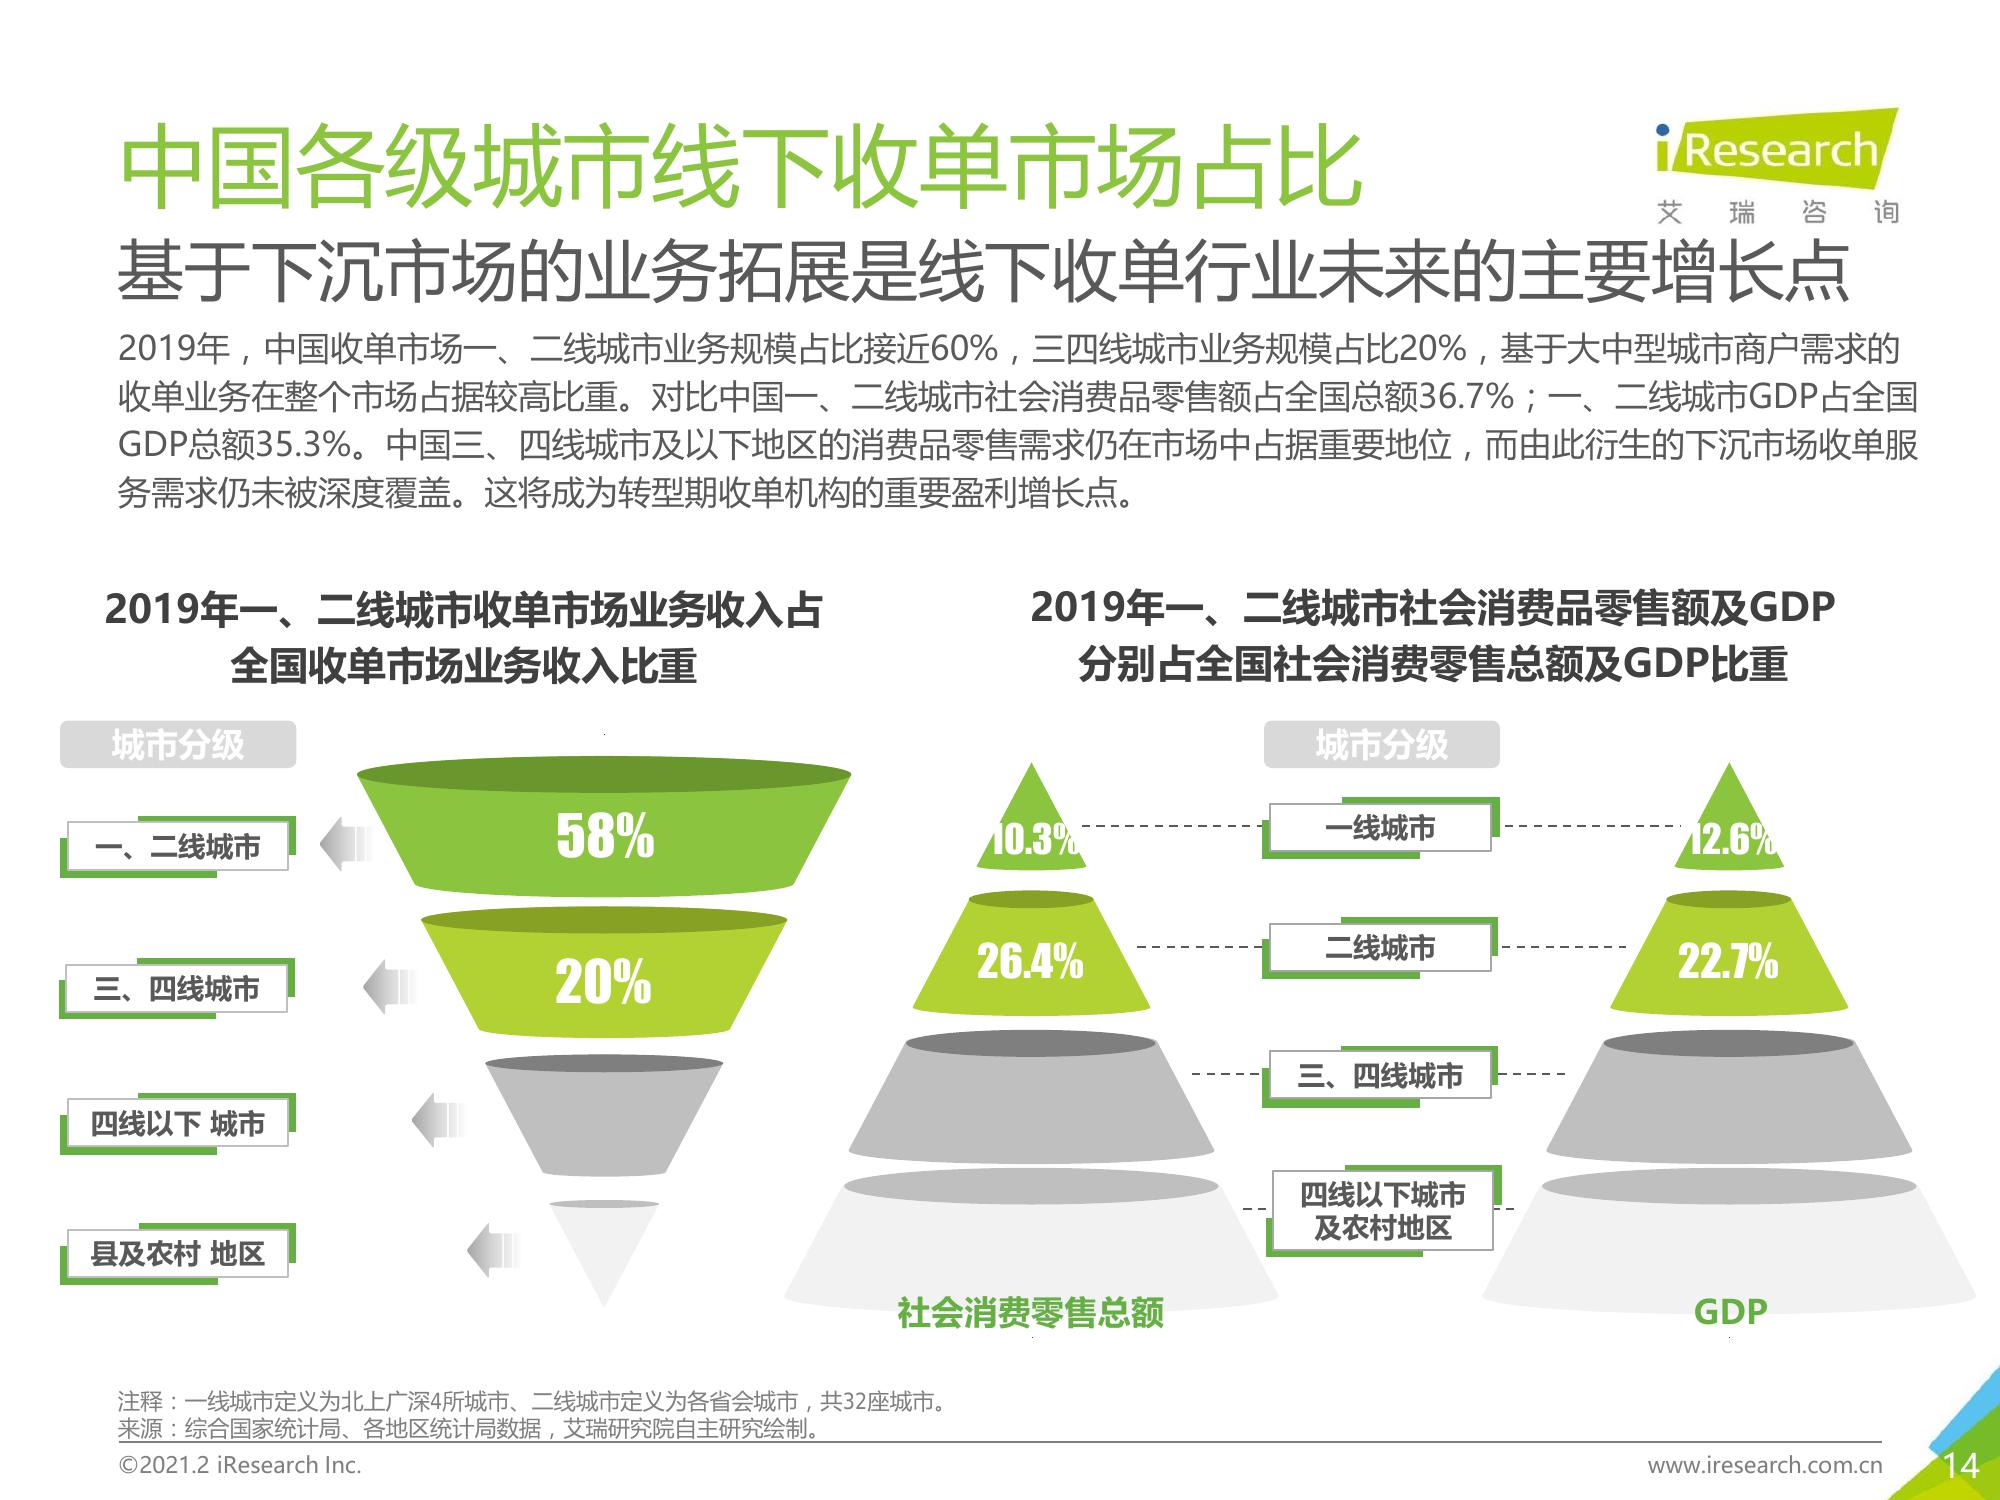 中国各级城市线下收单市场占比
iResearch
艾瑞咨询
基于下沉市场的业务拓展是线下收单行业未来的主要增长点
2019年，中国收单市场一、二线城市业务规模占比接近60%，三四线城市业务规模占比20%，基于大中型城市商户需求的
收单业务在整个市场占据较高比重。对比中国一、二线城市社会消费品零售额占全国总额36.7%；一、二线城市GDP占全国
GDP总额35.3%。中国三、四线城市及以下地区的消费品零售需求仍在市场中占据重要地位，而由此衍生的下沉市场收单服
务需求仍未被深度覆盖。这将成为转型期收单机构的重要盈利增长点。
2019年一、二线城市收单市场业务收入占
全国收单市场业务收入比重
城市分级
一、二线城市
58%
三、四线城市
20%
四线以下 城市
县及农村 地区
2019年一、二线城市社会消费品零售额及GDP
分别占全国社会消费零售总额及GDP比重
城市分级
10.3%
一线城市
12.6%
26.4%
二线城市
22.7%
三、四线城市
四线以下城市
及农村地区
社会消费零售总额
GDP
注释：一线城市定义为北上广深4所城市、二线城市定义为各省会城市，共32座城市。
来源：综合国家统计局、各地区统计局数据，艾瑞研究院自主研究绘制。
©2021.2 iResearch Inc.
www.iresearch.com.cn
14